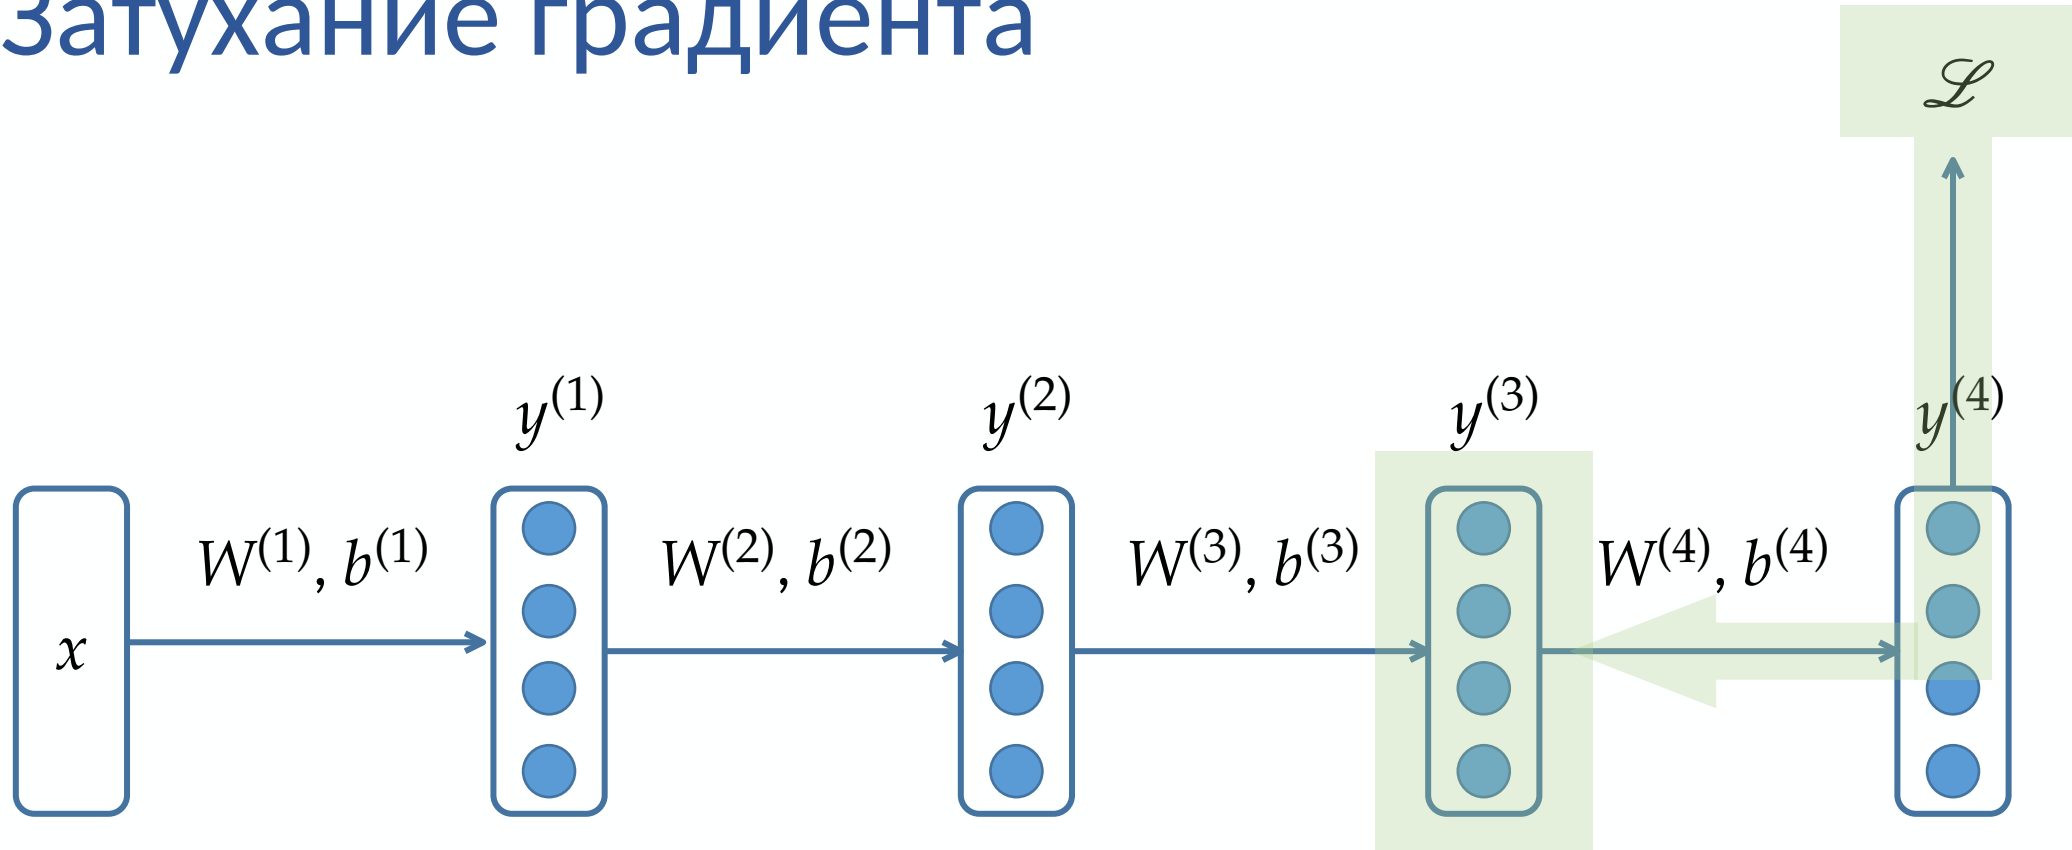 Затухание градиента
ℒ
y(1) y(2) y(3) y(4)
W(1), b(1) W(2), b(2) W(3), b(3) W(4), b(4)
x